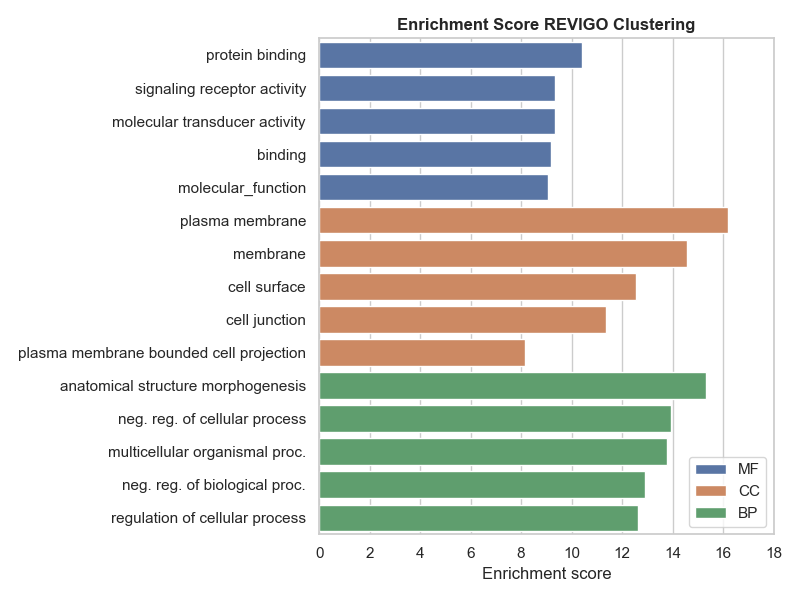 Enrichment Score REVIGO Clustering
protein binding
signaling receptor activity
molecular transducer activity
binding
molecular_function
plasma membrane
membrane
cell surface
cell junction
plasma membrane bounded cell projection
anatomical structure morphogenesis
neg. reg. of cellular process
multicellular organismal proc.
neg. reg. of biological proc.
regulation of cellular process
MF
CC
BP
0 2 4 6 8 10 12 14 16 18
Enrichment score